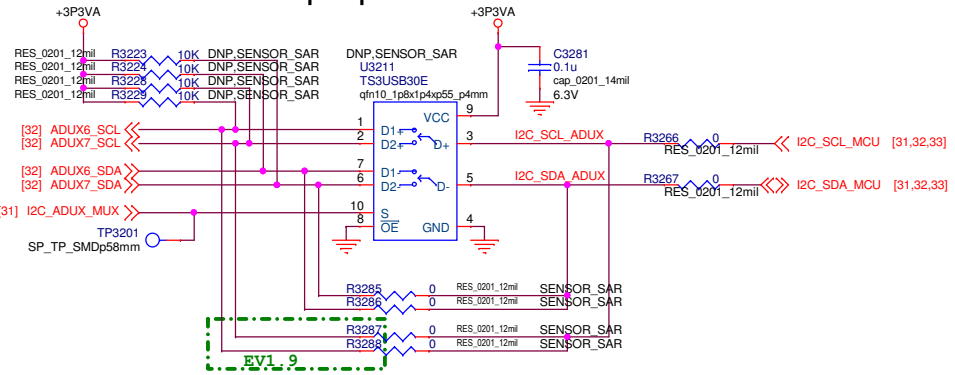 +3P3VA
+3P3VA
RES_0201_12mil R3223 10K DNP,SENSOR_SAR
RES_0201_12mil R3224 10K DNP,SENSOR_SAR
RES_0201_12mil R3228 10K DNP,SENSOR_SAR
RES_0201_12mil R3229 10K DNP,SENSOR_SAR
DNP,SENSOR_SAR
U3211
TS3USB30E
qfn10_1p8x1p4xp55_p4mm
C3281
0.1u
cap_0201_14mil
6.3V
VCC 9
[32] ADUX6_SCL 1 D1+
[32] ADUX7_SCL 2 D2+ D+ 3 I2C_SCL_ADUX R3266 0 I2C_SCL_MCU [31,32,33]
RES_0201_12mil
[32] ADUX6_SDA 7 D1-
[32] ADUX7_SDA 6 D2- D- 5 I2C_SDA_ADUX R3267 0 I2C_SDA_MCU [31,32,33]
RES_0201_12mil
31] I2C_ADUX_MUX 10 S
8 OE GND 4
TP3201
SP_TP_SMDp58mm
R3285 0 RES_0201_12mil SENSOR_SAR
R3286 0 RES_0201_12mil SENSOR_SAR
R3287 0 RES_0201_12mil SENSOR_SAR
R3288 0 RES_0201_12mil SENSOR_SAR
EV1.9